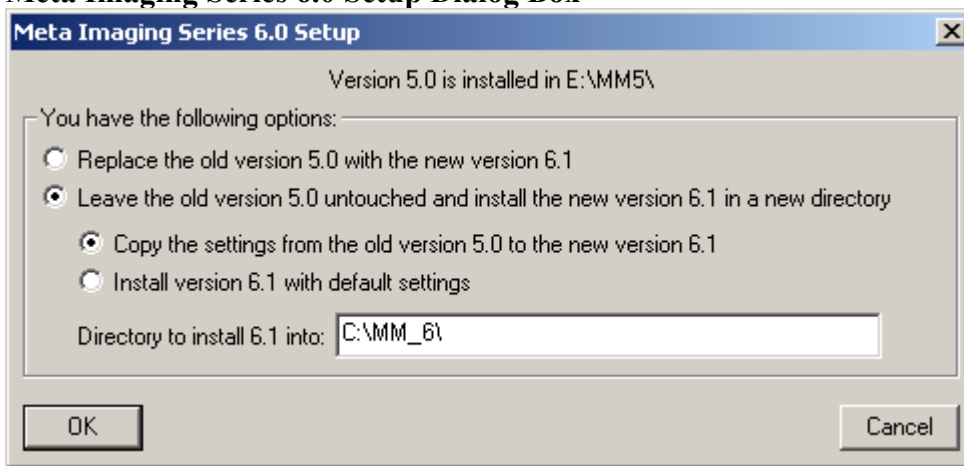 Meta Imaging Series 6.0 Setup Dialog Box
Meta Imaging Series 6.0 Setup
Version 5.0 is installed in E:\MM5\
You have the following options:
Replace the old version 5.0 with the new version 6.1
Leave the old version 5.0 untouched and install the new version 6.1 in a new directory
Copy the settings from the old version 5.0 to the new version 6.1
Install version 6.1 with default settings
Directory to install 6.1 into: C:\MM_6\
OK Cancel